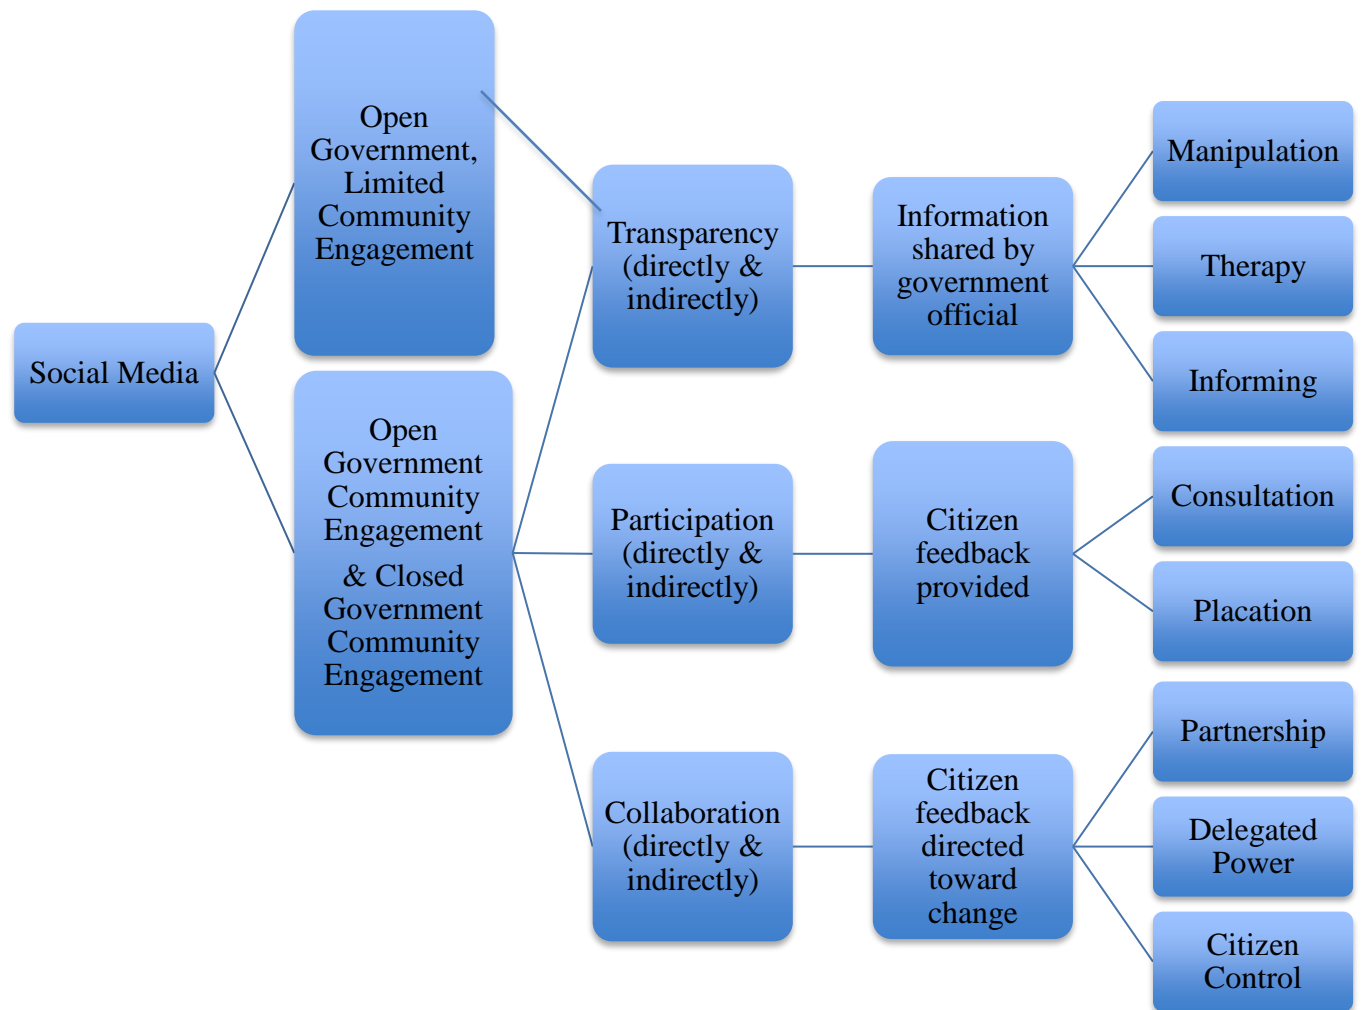 Social Media
Open
Government,
Limited
Community
Engagement
Open
Government
Community
Engagement
& Closed
Government
Community
Engagement
Transparency
(directly &
indirectly)
Information
shared by
government
official
Manipulation
Therapy
Informing
Participation
(directly &
indirectly)
Citizen
feedback
provided
Consultation
Placation
Collaboration
(directly &
indirectly)
Citizen
feedback
directed
toward
change
Partnership
Delegated
Power
Citizen
Control